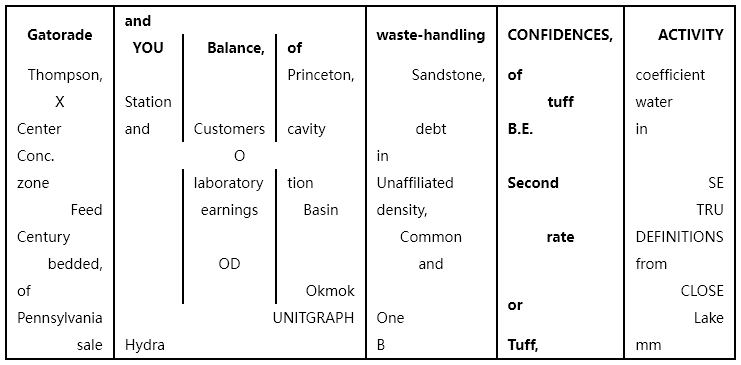 and
Gatorade YOU Balance, of waste-handling CONFIDENCES, ACTIVITY
Thompson, Princeton, Sandstone, of coefficient
X Station tuff water
Center and Customers cavity debt B.E. in
Conc. O in
zone laboratory tion Unaffiliated Second SE
Feed earnings Basin density, TRU
Century Common rate DEFINITIONS
bedded, OD and from
of Okmok or CLOSE
Pennsylvania UNITGRAPH One Lake
sale Hydra B Tuff, mm